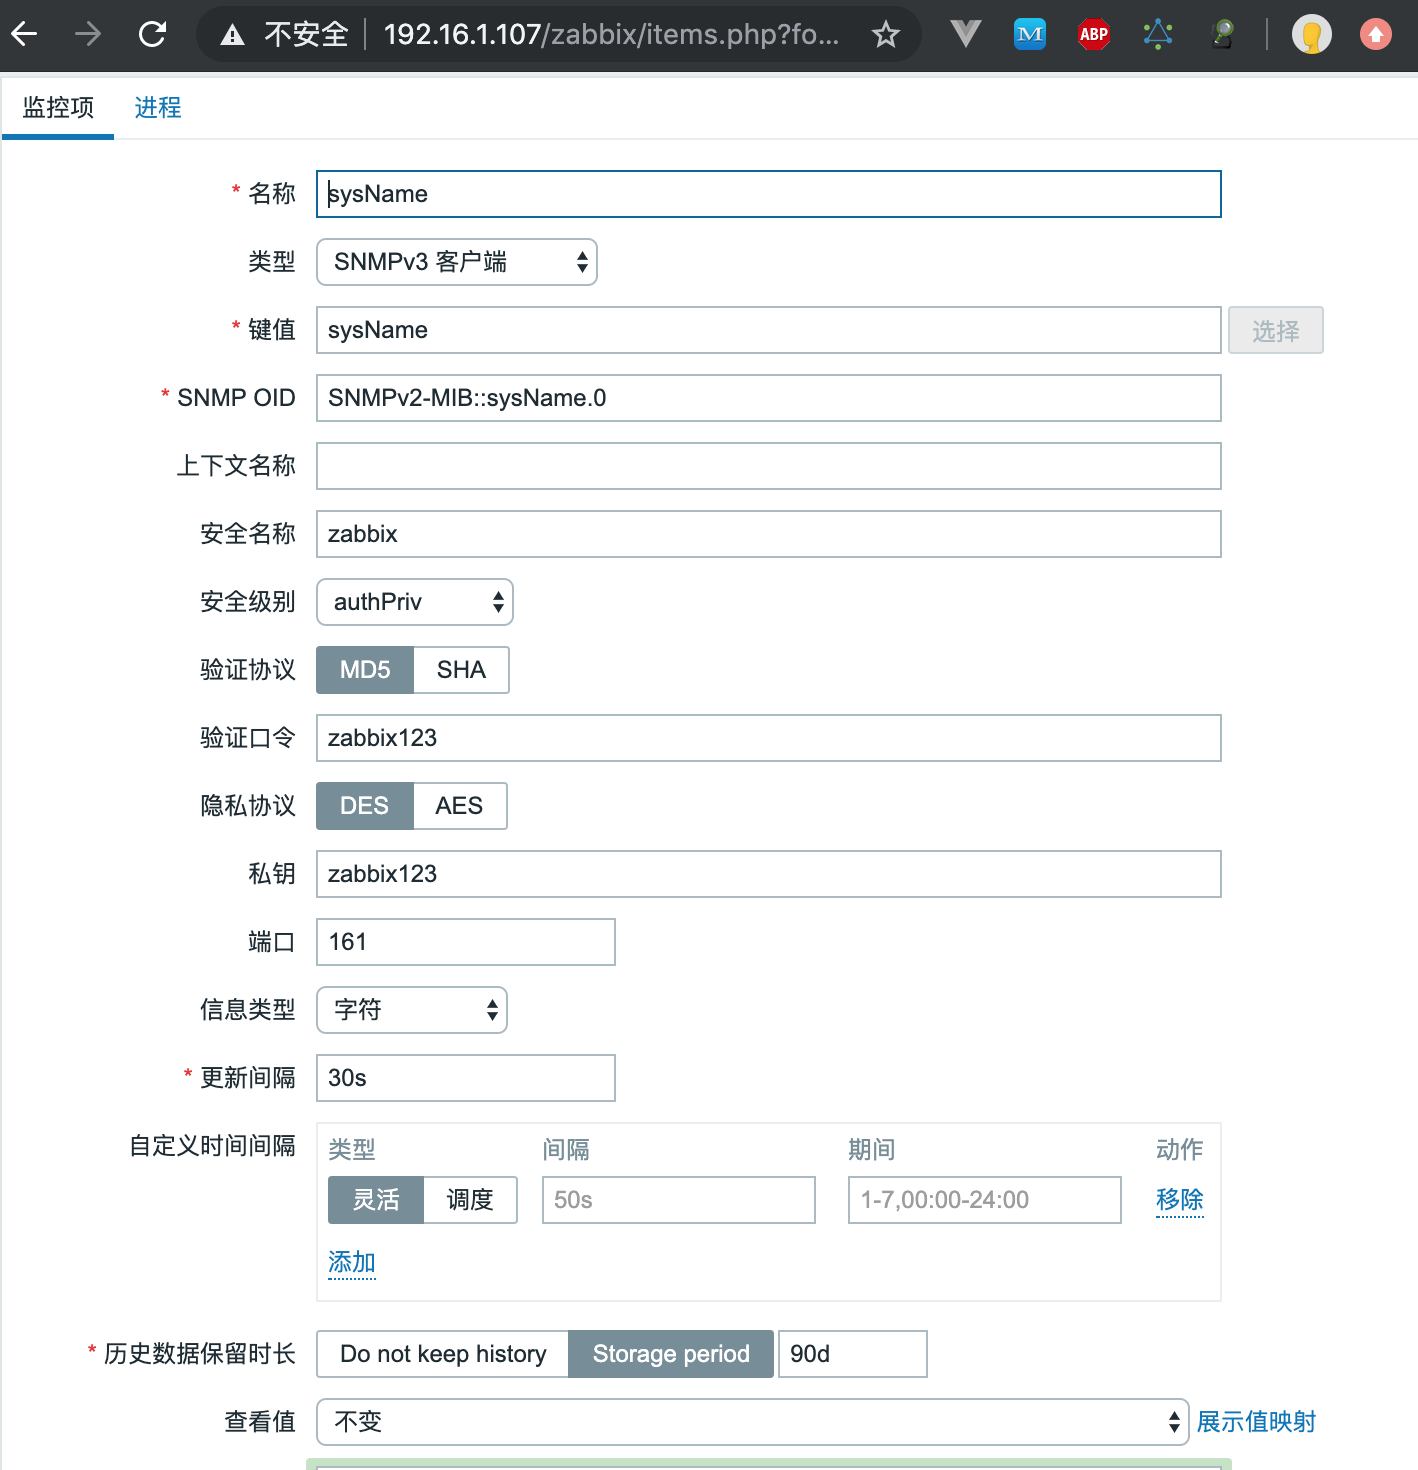 不安全 192.16.1.107/zabbix/items.php?fo...
M ABP
监控项 进程
* 名称 sysName
类型 SNMPv3 客户端
* 键值 sysName 选择
* SNMP OID SNMPv2-MIB::sysName.0
上下文名称
安全名称 zabbix
安全级别 authPriv
验证协议 MD5 SHA
验证口令 zabbix123
隐私协议 DES AES
私钥 zabbix123
端口 161
信息类型 字符
* 更新间隔 30s
自定义时间间隔 类型 间隔 期间 动作
灵活 调度 50s 1-7,00:00-24:00 移除
添加
* 历史数据保留时长 Do not keep history Storage period 90d
查看值 不变 展示值映射